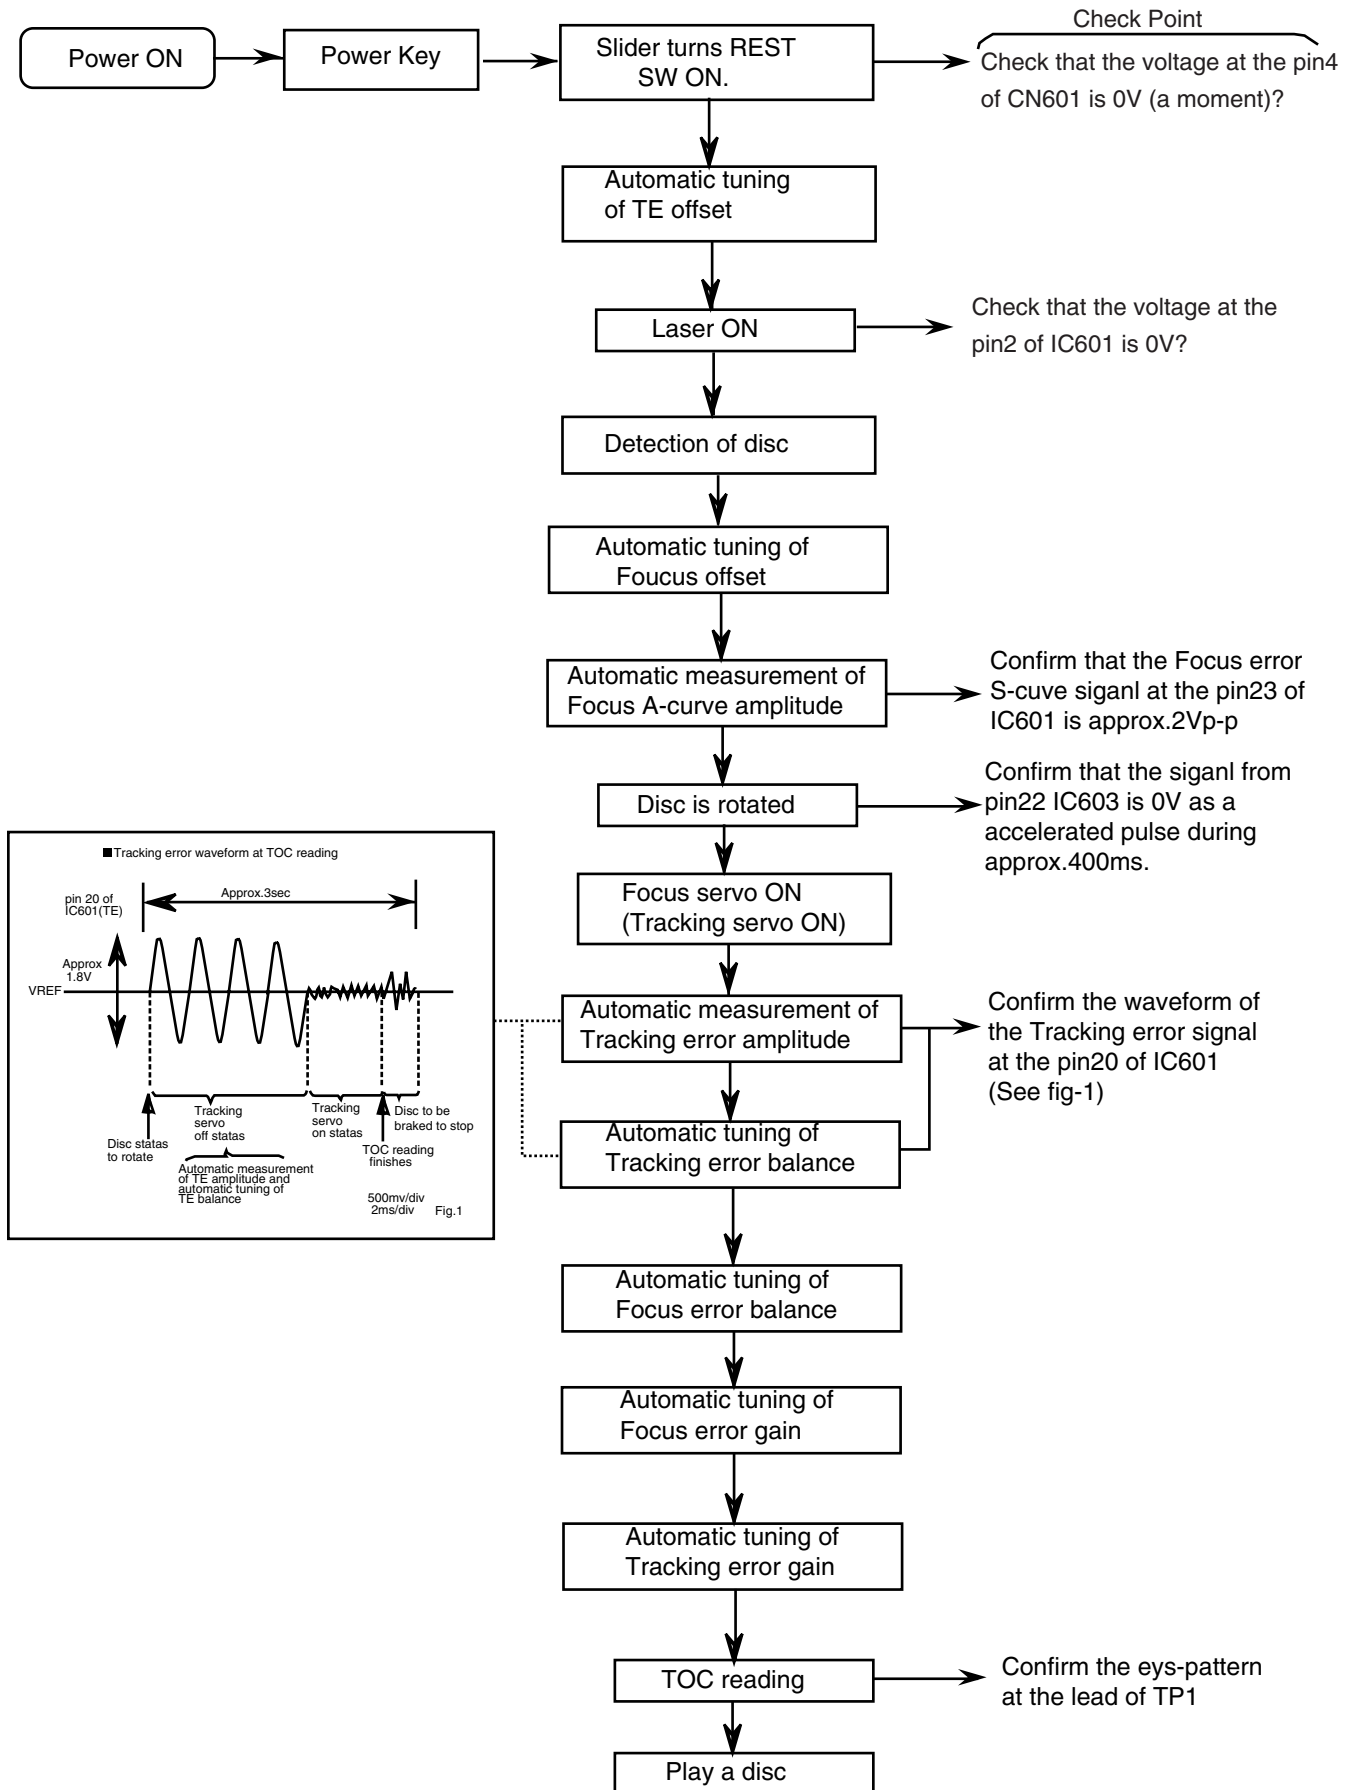 Power ON
Power Key
Slider turns REST
SW ON.
Check Point
Check that the voltage at the pin4
of CN601 is 0V (a moment)?
Automatic tuning
of TE offset
Laser ON
Check that the voltage at the
pin2 of IC601 is 0V?
Detection of disc
Automatic tuning of
Foucus offset
Automatic measurement of
Focus A-curve amplitude
Confirm that the Focus error
S-cuve siganl at the pin23 of
IC601 is approx.2Vp-p
Disc is rotated
Confirm that the siganl from
pin22 IC603 is 0V as a
accelerated pulse during
approx.400ms.
Focus servo ON
(Tracking servo ON)
■Tracking error waveform at TOC reading
pin 20 of
IC601(TE)
Approx.3sec
Approx
1.8V
VREF
Tracking
servo
off statas
Tracking
servo
on statas
Disc to be
braked to stop
Disc statas
to rotate
TOC reading
finishes
Automatic measurement
of TE amplitude and
automatic tuning of
TE balance
500mv/div
2ms/div
Fig.1
Automatic measurement of
Tracking error amplitude
Confirm the waveform of
the Tracking error signal
at the pin20 of IC601
(See fig-1)
Automatic tuning of
Tracking error balance
Automatic tuning of
Focus error balance
Automatic tuning of
Focus error gain
Automatic tuning of
Tracking error gain
TOC reading
Confirm the eys-pattern
at the lead of TP1
Play a disc